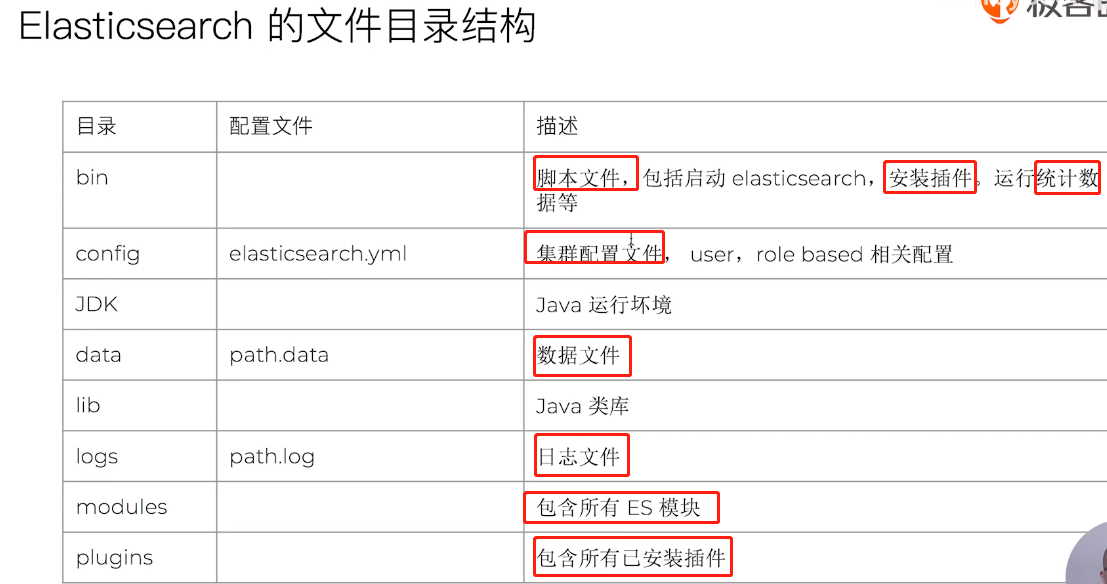 Elasticsearch 的文件目录结构
极客
目录 配置文件 描述
bin 脚本文件，包括启动 elasticsearch，安装插件。运行统计数
据等
config elasticsearch.yml 集群配置文件， user，role based 相关配置
JDK Java 运行坏境
data path.data 数据文件
lib Java 类库
logs path.log 日志文件
modules 包含所有 ES 模块
plugins 包含所有已安装插件